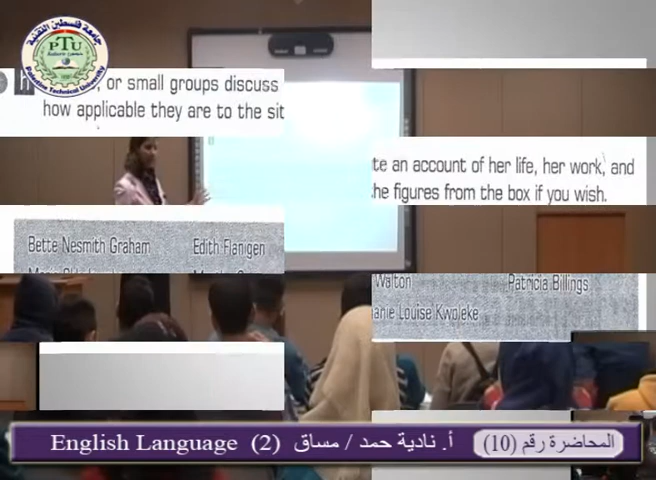 جامعة فلسطين التقنية
PTU
Palestine Technical University
or small groups discuss
how applicable they are to the sit
te an account of her life, her work, and
he figures from the box if you wish.
Bette Nesmith Graham Edith Flanigen
Walton Patricia Billings
arie Louise Kwoleke
المحاضرة رقم (10) أ. نادية حمد / مساق English Language (2)